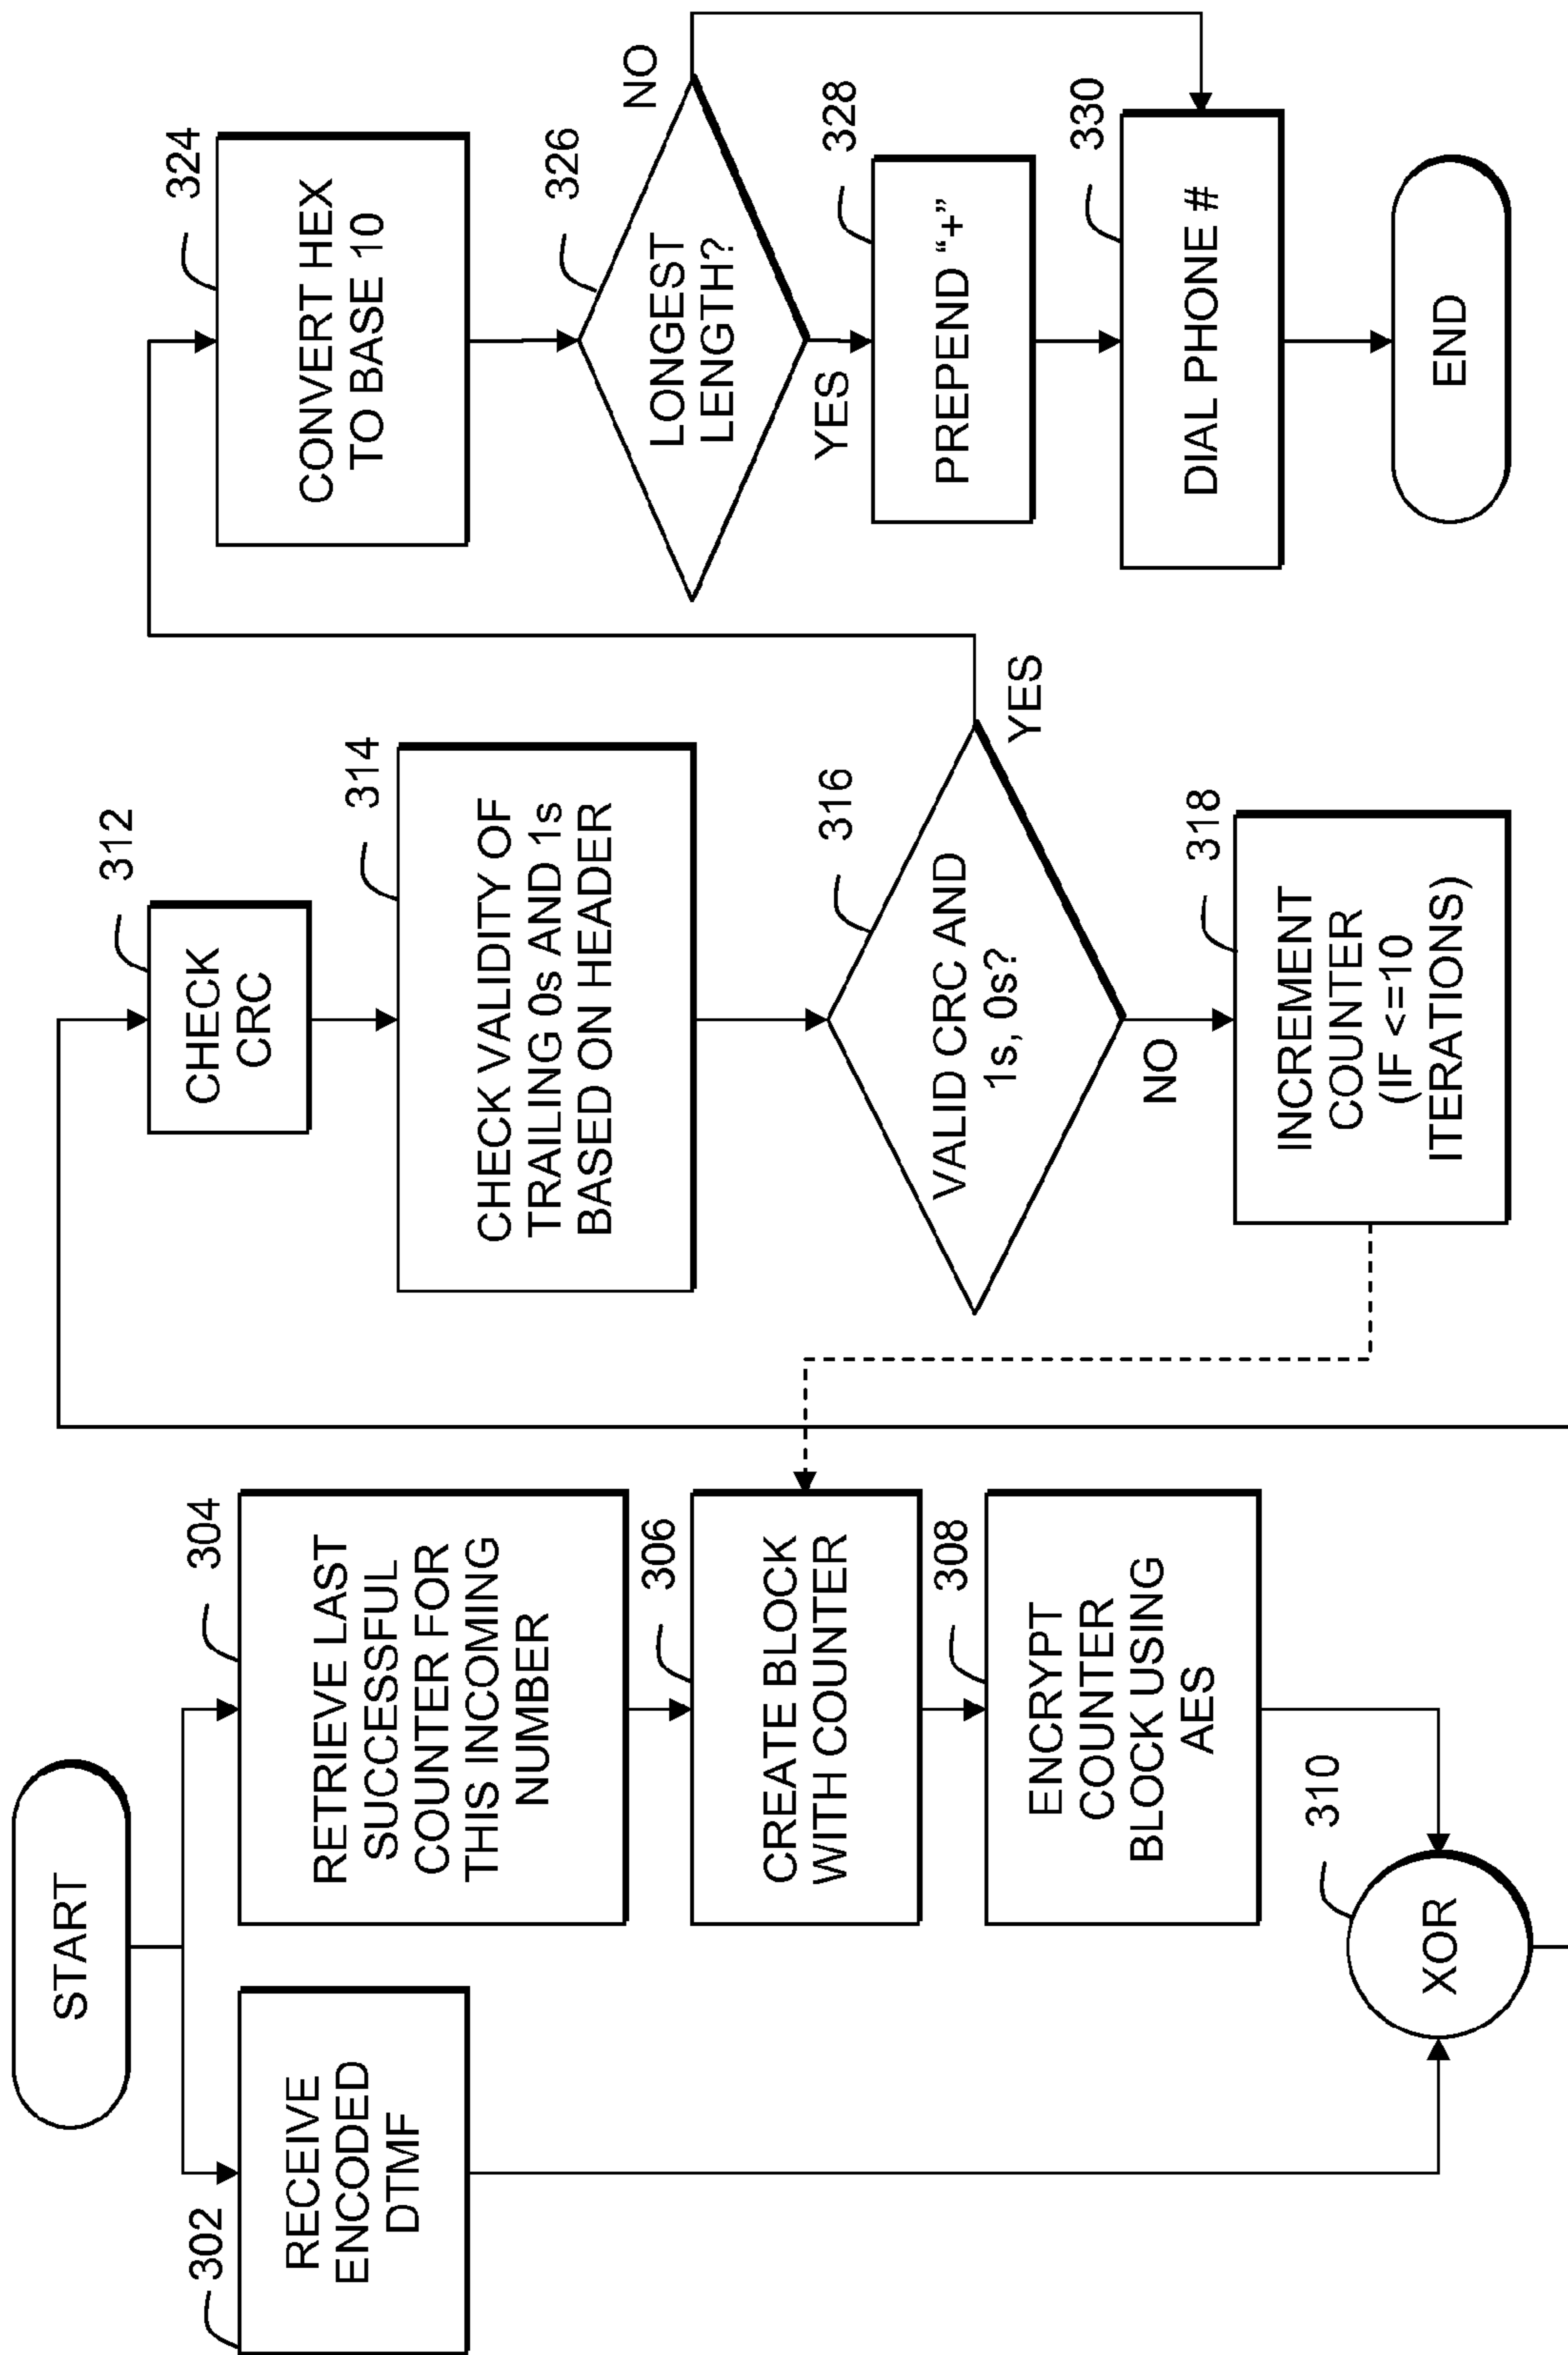 START
302
RECEIVE
ENCODED
DTMF
304
RETRIEVE LAST
SUCCESSFUL
COUNTER FOR
THIS INCOMING
NUMBER
306
CREATE BLOCK
WITH COUNTER
308
ENCRYPT
COUNTER
BLOCK USING
AES
310
XOR
312
CHECK
CRC
314
CHECK VALIDITY OF
TRAILING 0s AND 1s
BASED ON HEADER
316
VALID CRC AND
1s, 0s?
YES
NO
318
INCREMENT
COUNTER
(IF <=10
ITERATIONS)
324
CONVERT HEX
TO BASE 10
326
LONGEST
LENGTH?
NO
YES
328
PREPEND “+”
330
DIAL PHONE #
END